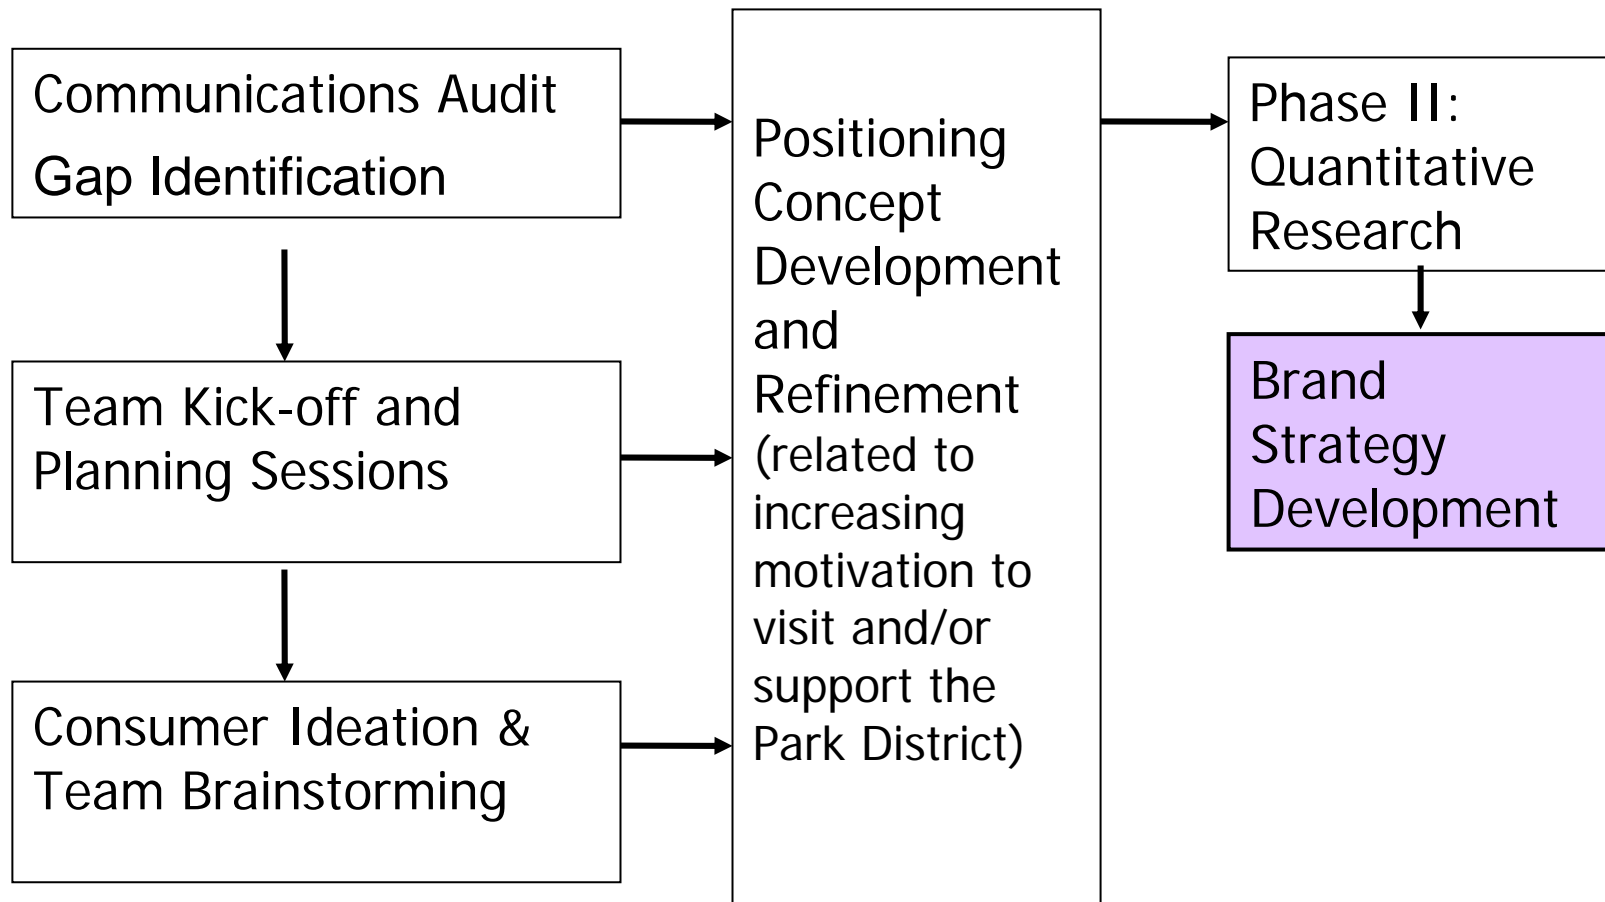 Communications Audit
Gap Identification
Team Kick-off and
Planning Sessions
Consumer Ideation &
Team Brainstorming
Positioning
Concept
Development
and
Refinement
(related to
increasing
motivation to
visit and/or
support the
Park District)
Phase II:
Quantitative
Research
Brand
Strategy
Development